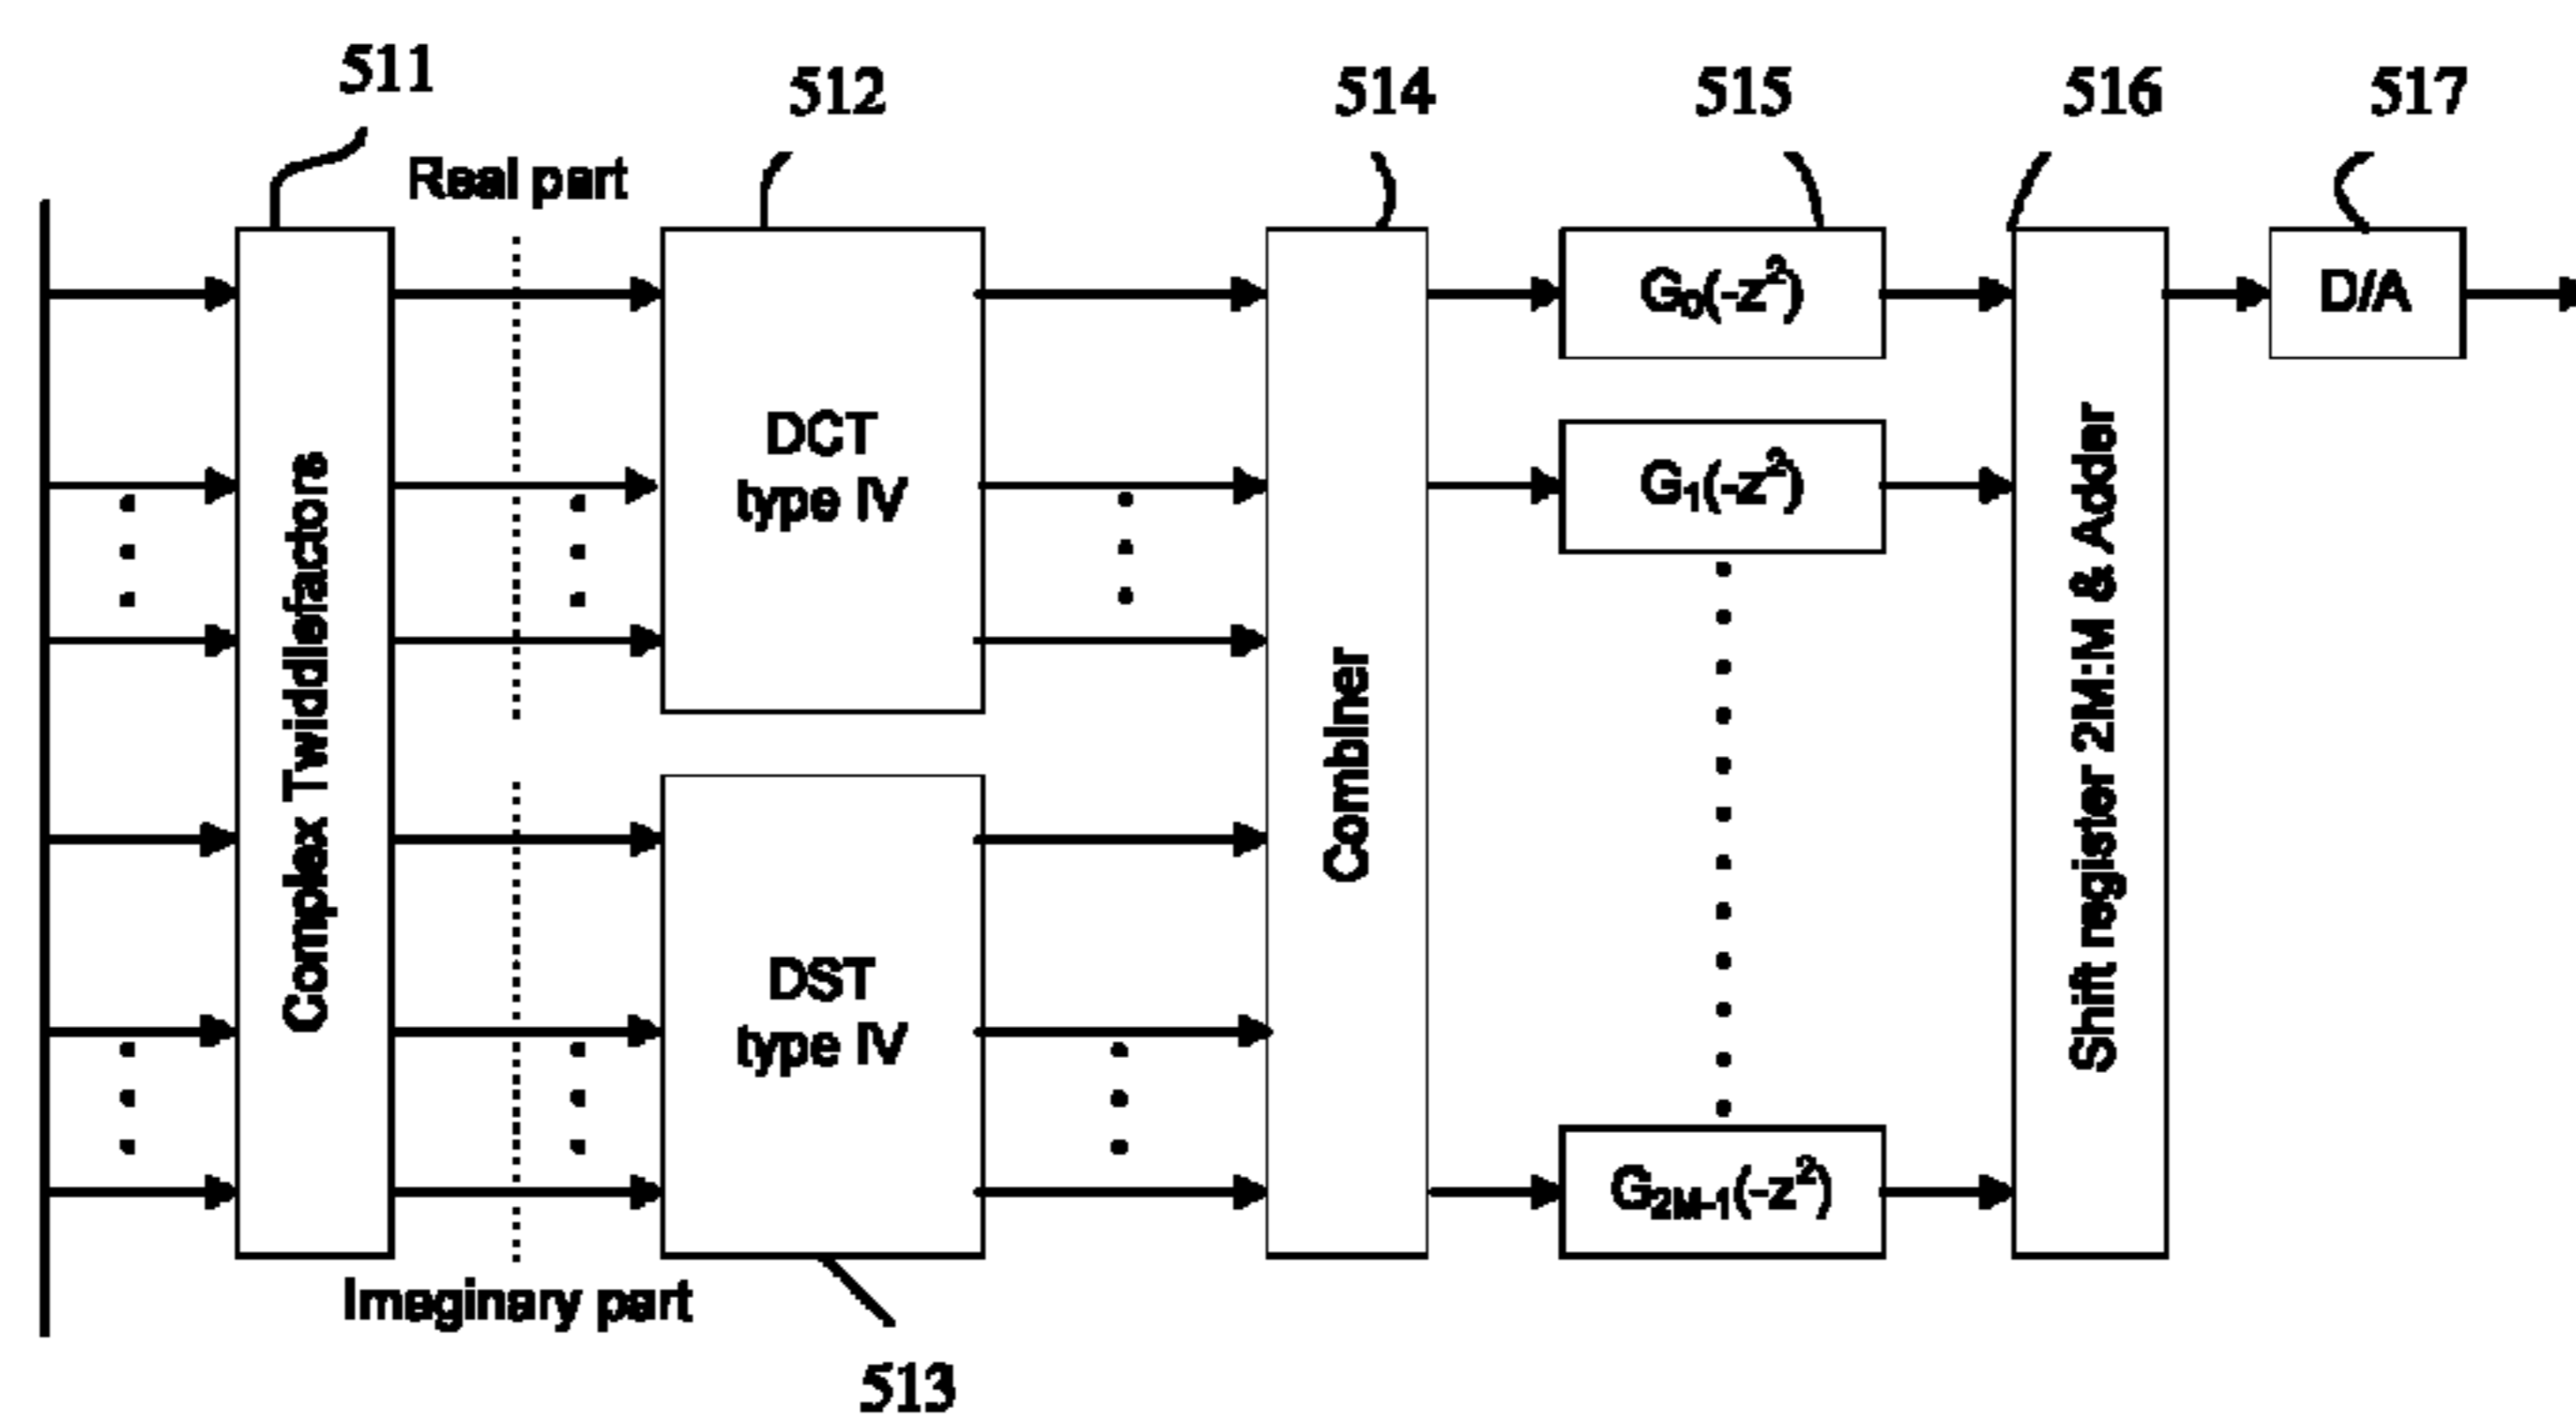 511
512
514
515
516
517
Real part
Complex Twiddlefactors
DCT
type IV
DST
type IV
Combiner
G₀(-z²)
G₁(-z²)
G₂M-1(-z²)
Shift register 2M:M & Adder
D/A
Imaginary part
513